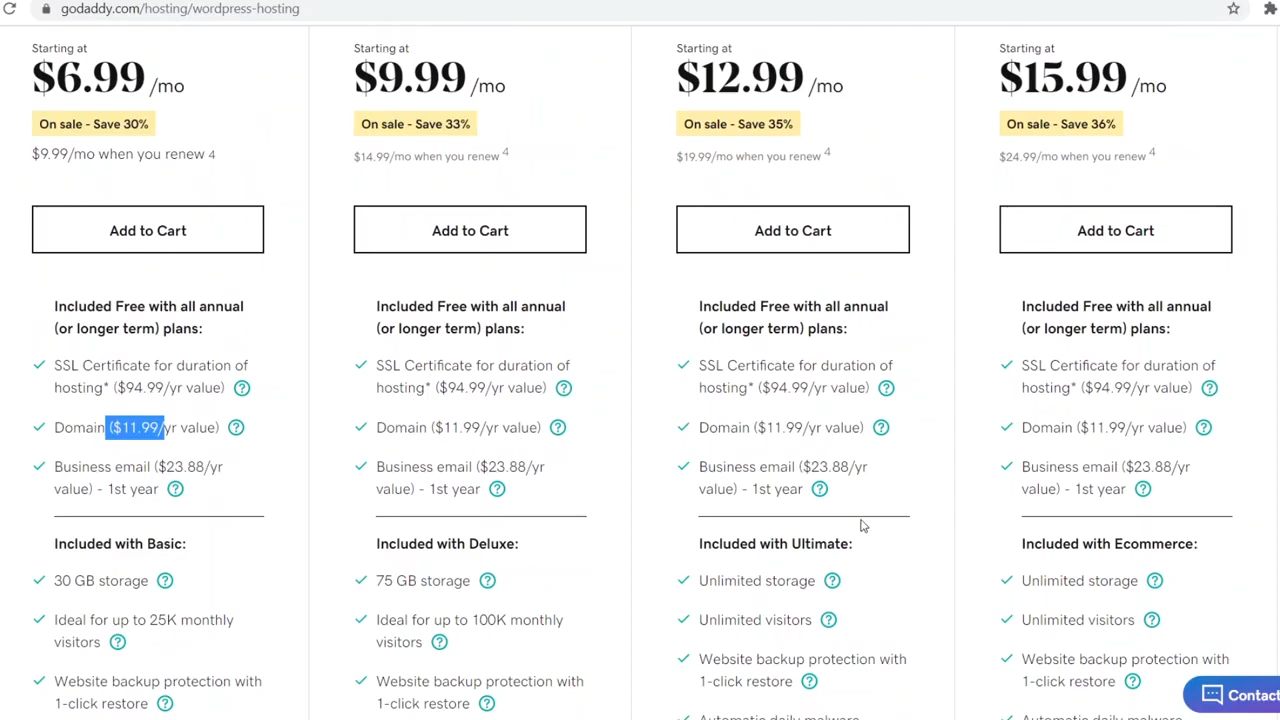 godaddy.com/hosting/wordpress-hosting
Starting at
$6.99 /mo
On sale - Save 30%
$9.99/mo when you renew 4
Add to Cart
Included Free with all annual
(or longer term) plans:
SSL Certificate for duration of
hosting* ($94.99/yr value) ?
Domain ($11.99/yr value) ?
Business email ($23.88/yr
value) - 1st year ?
Included with Basic:
30 GB storage ?
Ideal for up to 25K monthly
visitors ?
Website backup protection with
1-click restore ?
Starting at
$9.99 /mo
On sale - Save 33%
$14.99/mo when you renew 4
Add to Cart
Included Free with all annual
(or longer term) plans:
SSL Certificate for duration of
hosting* ($94.99/yr value) ?
Domain ($11.99/yr value) ?
Business email ($23.88/yr
value) - 1st year ?
Included with Deluxe:
75 GB storage ?
Ideal for up to 100K monthly
visitors ?
Website backup protection with
1-click restore ?
Starting at
$12.99 /mo
On sale - Save 35%
$19.99/mo when you renew 4
Add to Cart
Included Free with all annual
(or longer term) plans:
SSL Certificate for duration of
hosting* ($94.99/yr value) ?
Domain ($11.99/yr value) ?
Business email ($23.88/yr
value) - 1st year ?
Included with Ultimate:
Unlimited storage ?
Unlimited visitors ?
Website backup protection with
1-click restore ?
Automatic daily malware
Starting at
$15.99 /mo
On sale - Save 36%
$24.99/mo when you renew 4
Add to Cart
Included Free with all annual
(or longer term) plans:
SSL Certificate for duration of
hosting* ($94.99/yr value) ?
Domain ($11.99/yr value) ?
Business email ($23.88/yr
value) - 1st year ?
Included with Ecommerce:
Unlimited storage ?
Unlimited visitors ?
Website backup protection with
1-click restore ?
Automatic daily malware
Contact